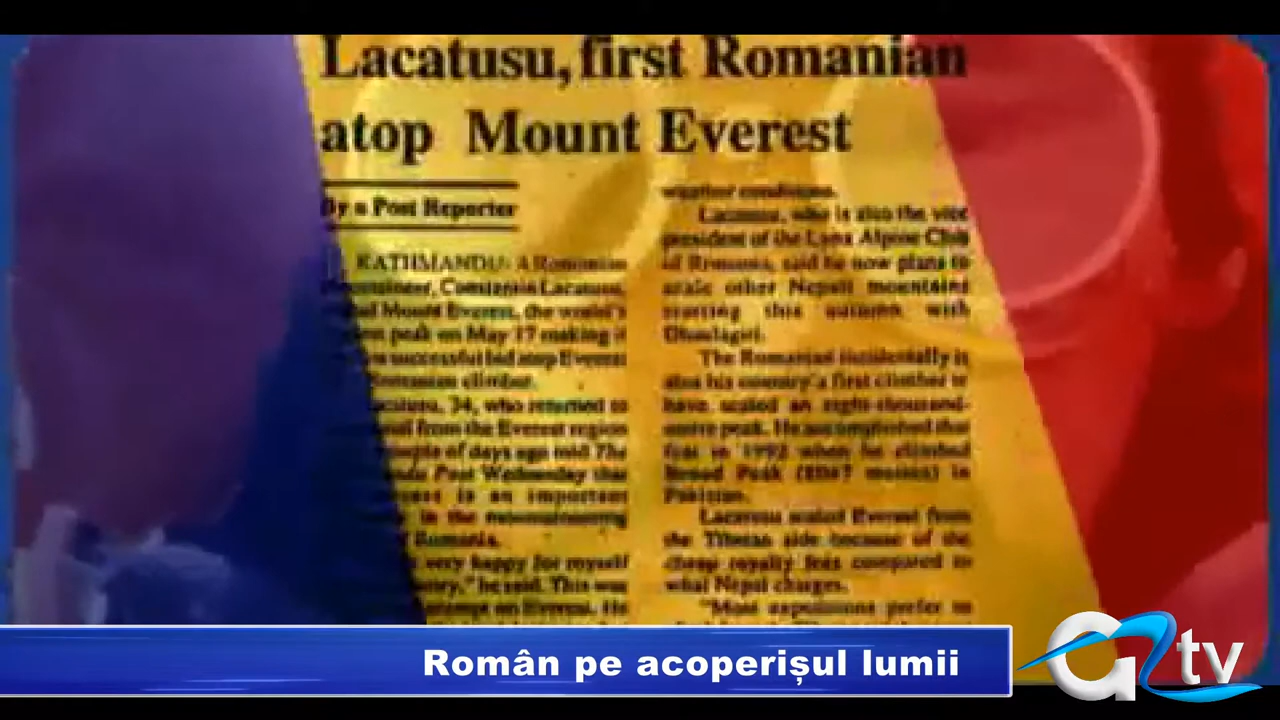 Lacatusu, first Romanian
atop Mount Everest
By a Post Reporter
KATHMANDU: A Romanian
Constantin Lacatusu,
Mount Everest, the world's
peak on May 17 making it
successful bid atop Everest
Romanian climber.
34, who returned to
from the Everest region
couple of days ago told The
Post Wednesday that
is an important
in the mountaineering
Romania.
very happy for myself
he said. This was
attempt on Everest. He
weather conditions.
Lacatusu, who is also the vice
president of the Lynx Alpine Club
of Romania, said he now plans to
scale other Nepali mountains
starting this autumn with
Dhaulagiri.
The Romanian incidentally is
also his country's first climber to
have scaled an eight-thousand-
metre peak. He accomplished that
feat in 1992 when he climbed
Broad Peak (8047 metres) in
Pakistan.
Lacatusu scaled Everest from
the Tibetan side because of the
cheap royalty fees compared to
what Nepal charges.
"Most expeditions prefer to
Român pe acoperișul lumii
a2tv